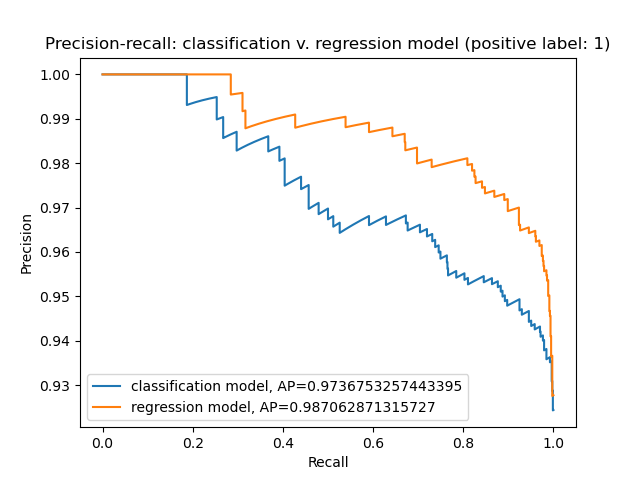 Precision-recall: classification v. regression model (positive label: 1)
1.00
0.99
0.98
0.97
0.96
0.95
0.94
0.93
Precision
classification model, AP=0.9736753257443395
regression model, AP=0.987062871315727
0.0 0.2 0.4 0.6 0.8 1.0
Recall